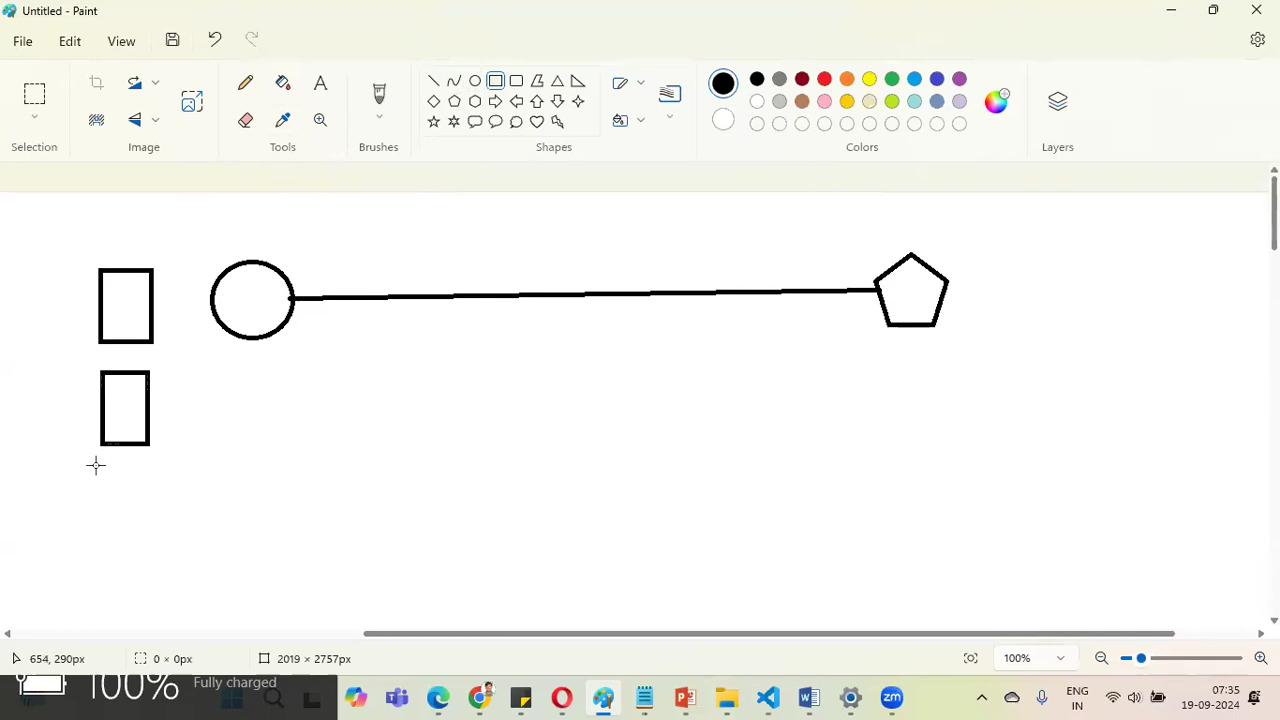 Untitled - Paint
File Edit View
Selection Image Tools Brushes Shapes Colors Layers
654, 290px 0 × 0px 2019 × 2757px 100%
100% Fully charged
ENG
IN
07:35
19-09-2024